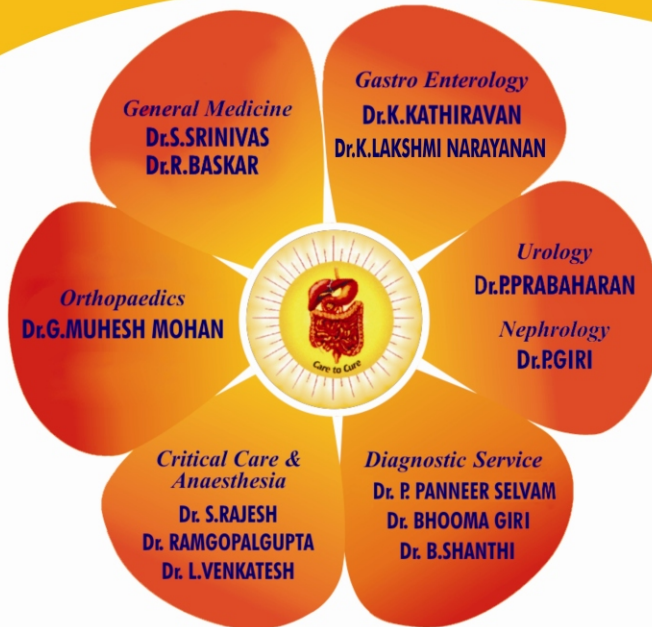 General Medicine
Dr.S.SRINIVAS
Dr.R.BASKAR
Gastro Enterology
Dr.K.KATHIRAVAN
Dr.K.LAKSHMI NARAYANAN
Urology
Dr.P.PRABAHARAN
Nephrology
Dr.P.GIRI
Orthopaedics
Dr.G.MUHESH MOHAN
Care to Cure
Critical Care &
Anaesthesia
Dr. S.RAJESH
Dr. RAMGOPALGUPTA
Dr. L.VENKATESH
Diagnostic Service
Dr. P. PANNEER SELVAM
Dr. BHOOMA GIRI
Dr. B.SHANTHI